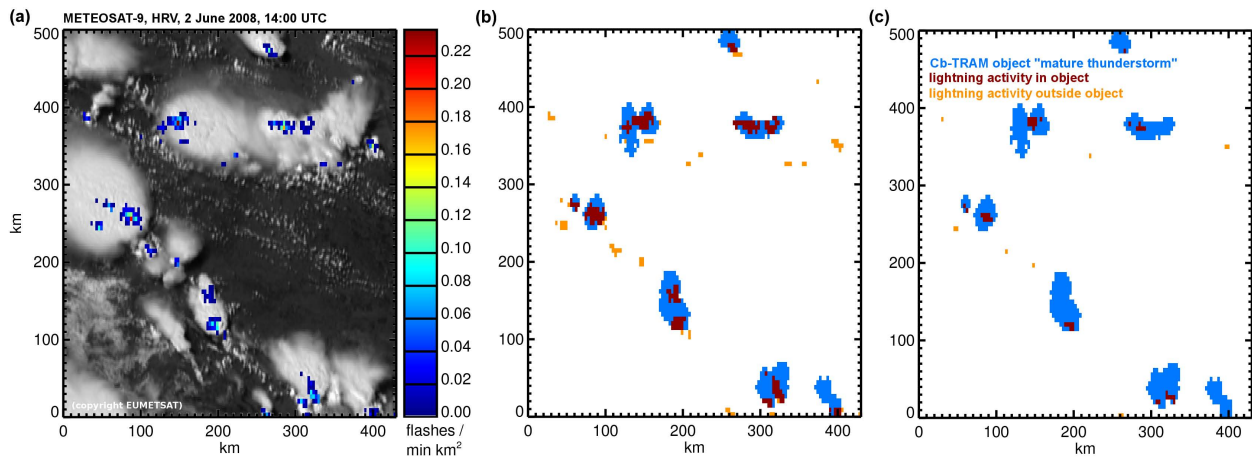 (a) METEOSAT-9, HRV, 2 June 2008, 14:00 UTC
500
400
300
200
100
0
km
0 100 200 300 400
km
(copyright EUMETSAT)
0.22
0.20
0.18
0.16
0.14
0.12
0.10
0.08
0.06
0.04
0.02
0.00
flashes /
min km²
(b)
500
400
300
200
100
0
0 100 200 300 400
km
(c)
500
400
300
200
100
0
Cb-TRAM object "mature thunderstorm"
lightning activity in object
lightning activity outside object
0 100 200 300 400
km